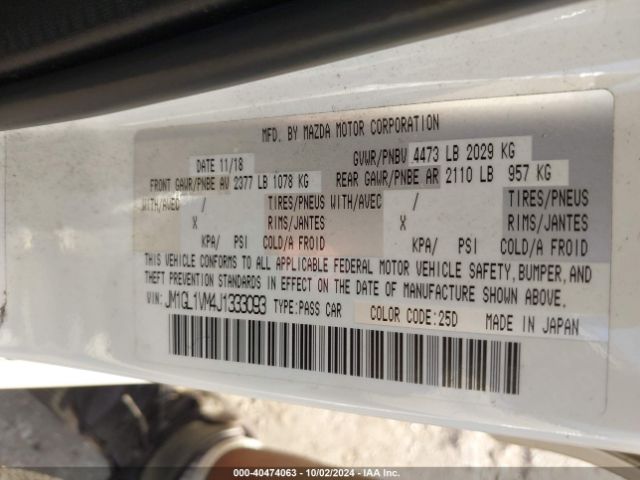 MFD. BY MAZDA MOTOR CORPORATION
DATE 11/18 GVWR/PNBV 4473 LB 2029 KG
FRONT GAWR/PNBE AV 2377 LB 1078 KG REAR GAWR/PNBE AR 2110 LB 957 KG
WITH/AVEC / TIRES/PNEUS WITH/AVEC / TIRES/PNEUS
X RIMS/JANTES X RIMS/JANTES
KPA/ PSI COLD/A FROID KPA/ PSI COLD/A FROID
THIS VEHICLE CONFORMS TO ALL APPLICABLE FEDERAL MOTOR VEHICLE SAFETY, BUMPER, AND
THEFT PREVENTION STANDARDS IN EFFECT ON THE DATE OF MANUFACTURE SHOWN ABOVE.
VIN: JM1GL1VM4J1333093 TYPE:PASS CAR COLOR CODE:25D MADE IN JAPAN
000-40474063 - 10/02/2024 - IAA Inc.